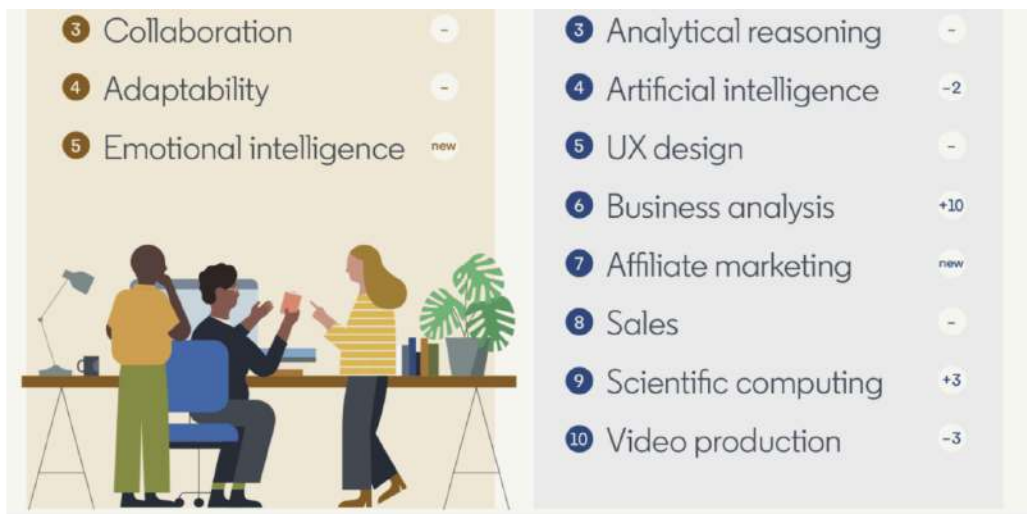 3 Collaboration -
4 Adaptability -
5 Emotional intelligence new
3 Analytical reasoning -
4 Artificial intelligence -2
5 UX design -
6 Business analysis +10
7 Affiliate marketing new
8 Sales -
9 Scientific computing +3
10 Video production -3